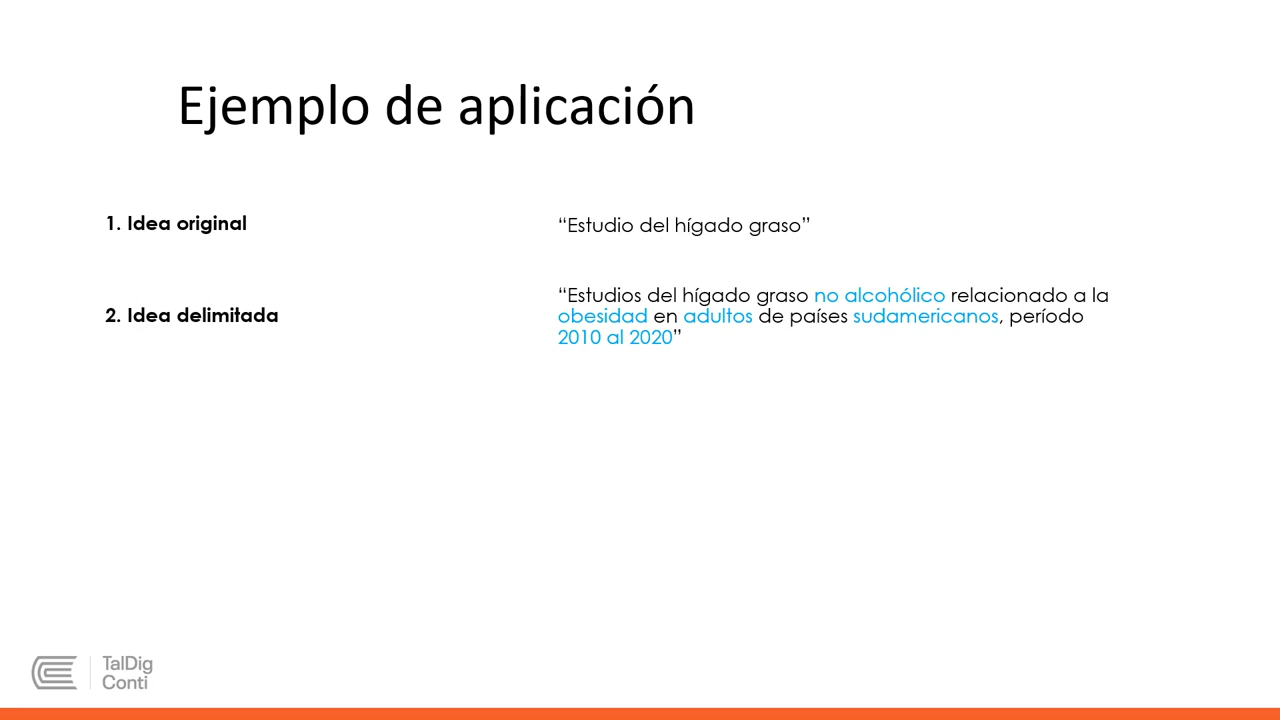 Ejemplo de aplicación
1. Idea original
“Estudio del hígado graso”
2. Idea delimitada
“Estudios del hígado graso no alcohólico relacionado a la
obesidad en adultos de países sudamericanos, período
2010 al 2020”
TalDig
Conti